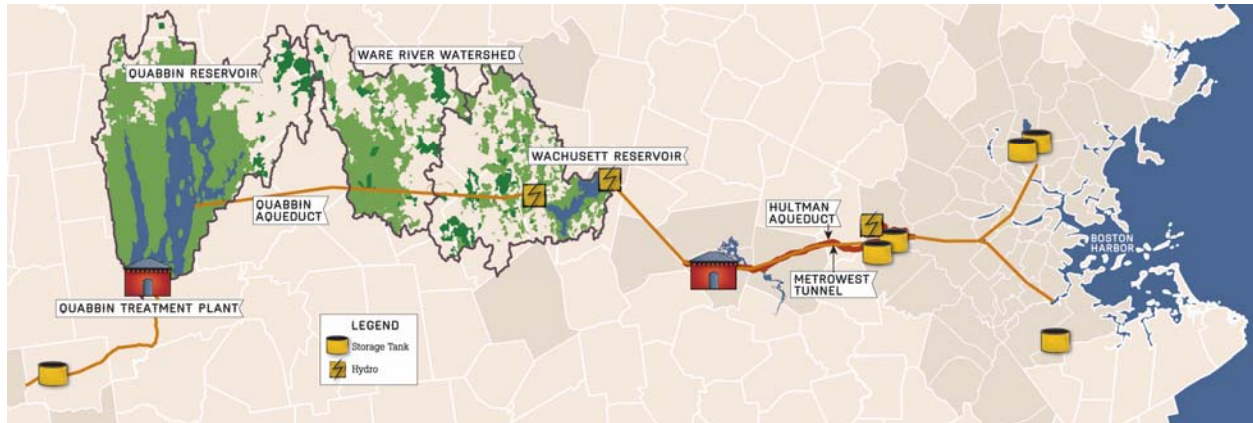 WARE RIVER WATERSHED
QUABBIN RESERVOIR
WACHUSETT RESERVOIR
QUABBIN
AQUEDUCT
HULTMAN
AQUEDUCT
BOSTON
HARBOR
METROWEST
TUNNEL
QUABBIN TREATMENT PLANT
LEGEND
Storage Tank
Hydro